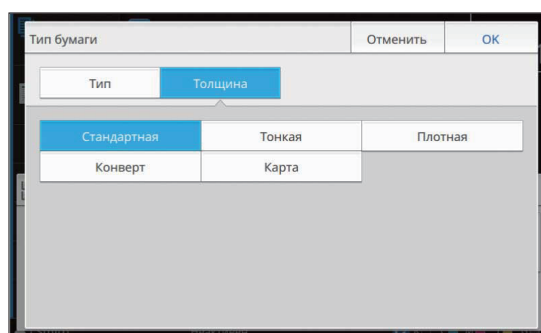 Тип бумаги Отменить OK
Тип Толщина
Стандартная Тонкая Плотная
Конверт Карта